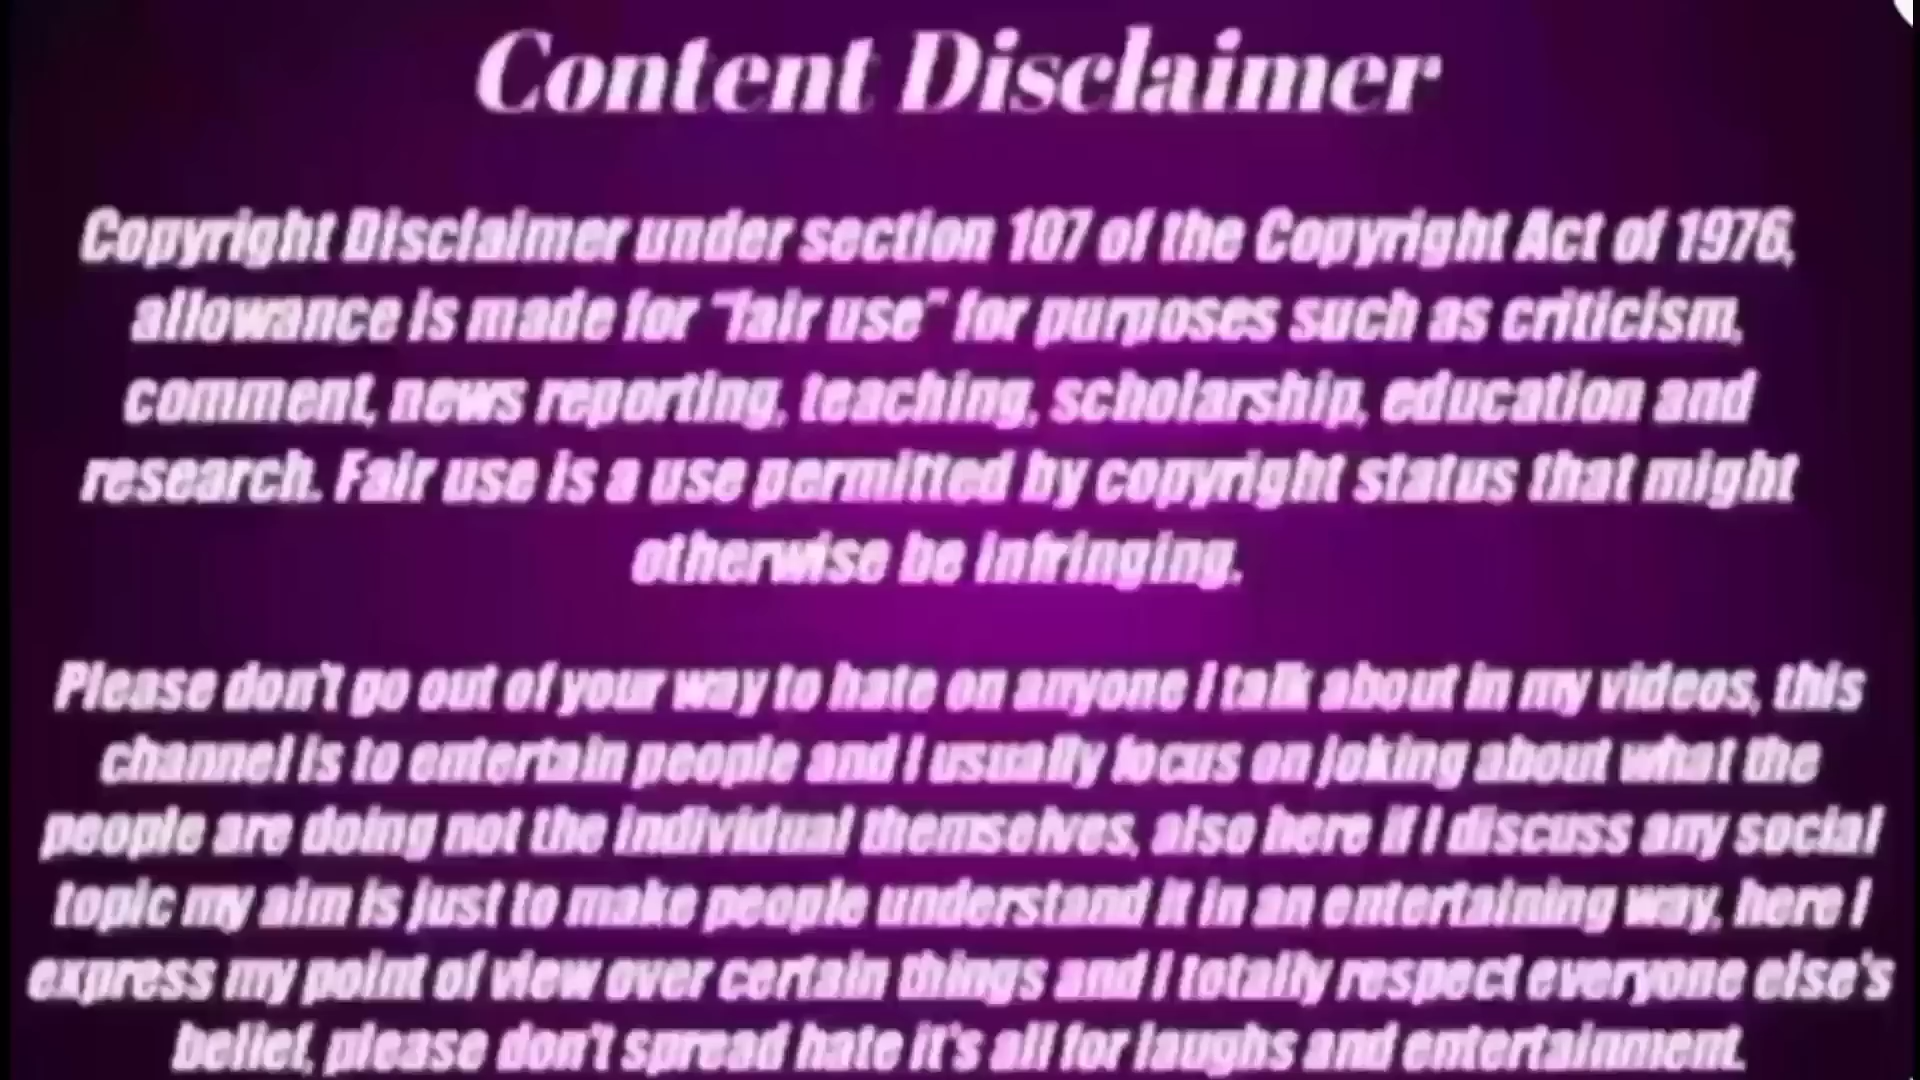 Content Disclaimer
Copyright Disclaimer under section 107 of the Copyright Act of 1976,
allowance is made for "fair use" for purposes such as criticism,
comment, news reporting, teaching, scholarship, education and
research. Fair use is a use permitted by copyright status that might
otherwise be infringing.
Please don't go out of your way to hate on anyone I talk about in my videos, this
channel is to entertain people and I usually focus on joking about what the
people are doing not the individual themselves, also here if I discuss any social
topic my aim is just to make people understand it in an entertaining way, here I
express my point of view over certain things and I totally respect everyone else's
belief, please don't spread hate it's all for laughs and entertainment.